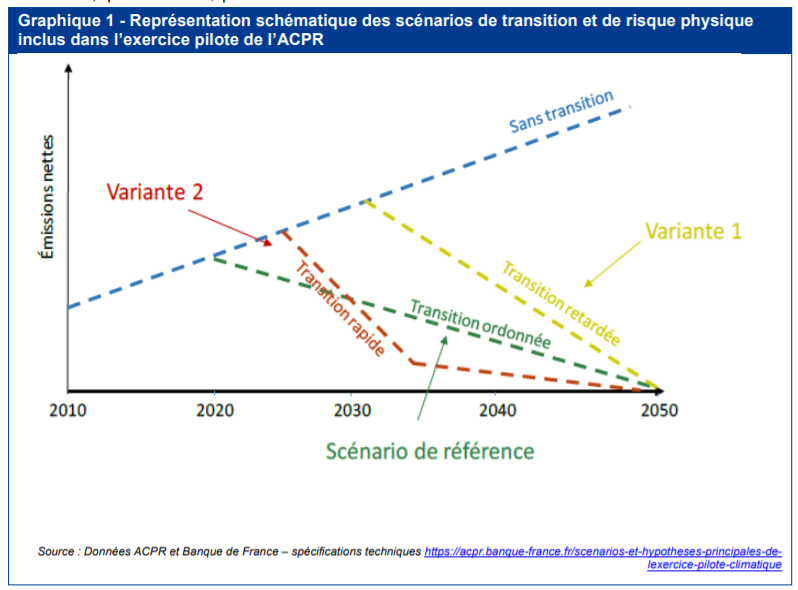 Graphique 1 - Représentation schématique des scénarios de transition et de risque physique
inclus dans l'exercice pilote de l'ACPR
Émissions nettes
Sans transition
Variante 2
Variante 1
Transition rapide
Transition ordonnée
Transition retardée
2010
2020
2030
2040
2050
Scénario de référence
Source : Données ACPR et Banque de France – spécifications techniques https://acpr.banque-france.fr/scenarios-et-hypotheses-principales-de-
lexercice-pilote-climatique